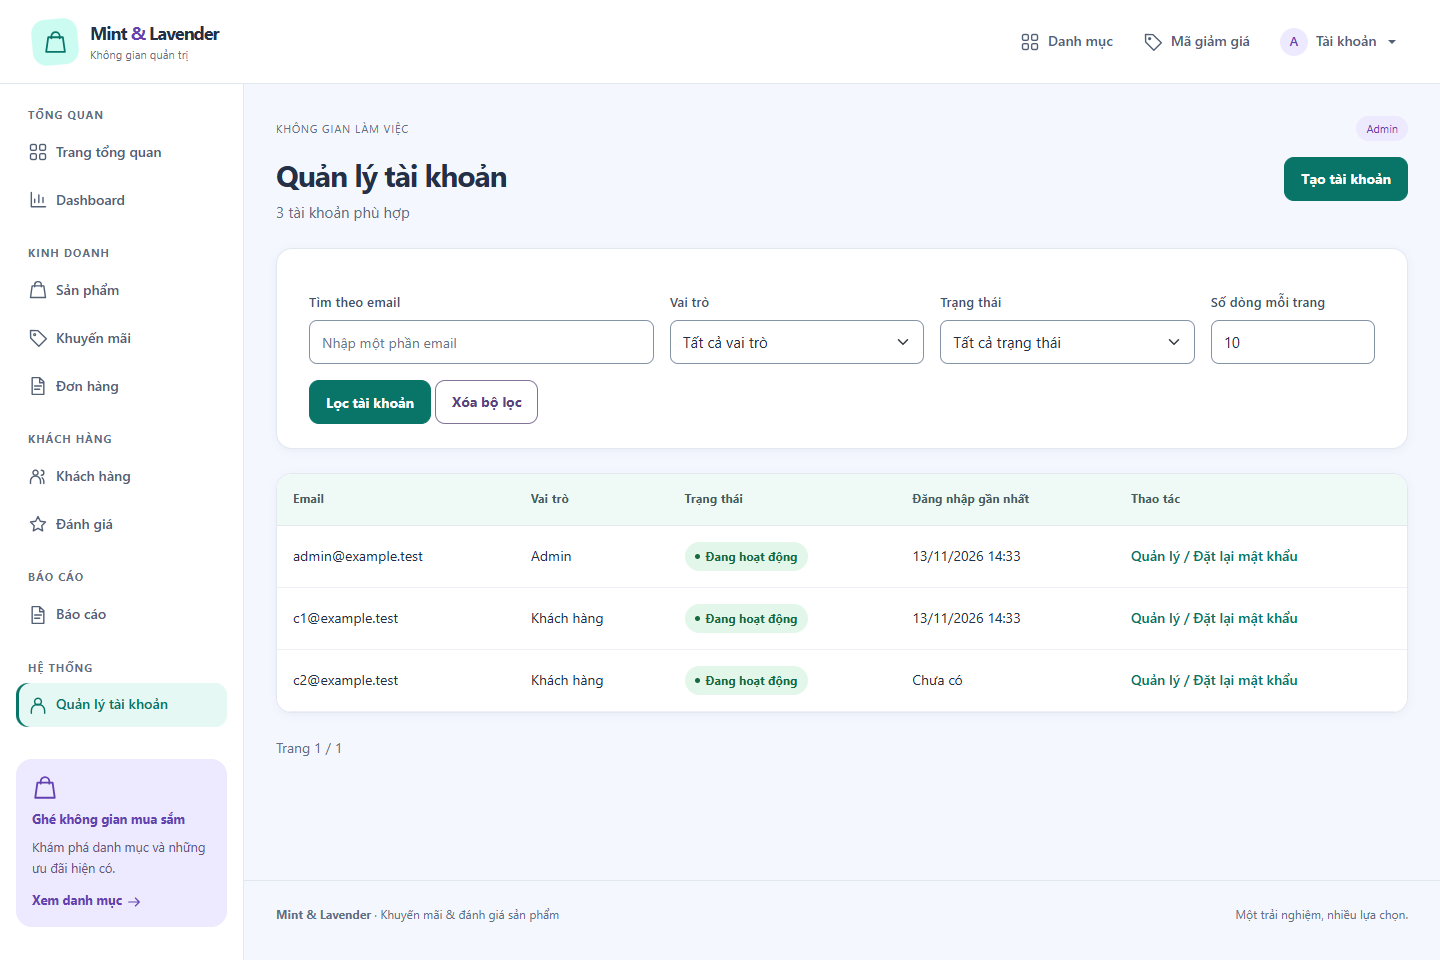 Mint & Lavender
Không gian quản trị
Danh mục
Mã giảm giá
A
Tài khoản
TỔNG QUAN
Trang tổng quan
Dashboard
KINH DOANH
Sản phẩm
Khuyến mãi
Đơn hàng
KHÁCH HÀNG
Khách hàng
Đánh giá
BÁO CÁO
Báo cáo
HỆ THỐNG
Quản lý tài khoản
Ghé không gian mua sắm
Khám phá danh mục và những
ưu đãi hiện có.
Xem danh mục →
KHÔNG GIAN LÀM VIỆC
Admin
Quản lý tài khoản
3 tài khoản phù hợp
Tạo tài khoản
Tìm theo email
Vai trò
Trạng thái
Số dòng mỗi trang
Nhập một phần email
Tất cả vai trò
Tất cả trạng thái
10
Lọc tài khoản
Xóa bộ lọc
Email Vai trò Trạng thái Đăng nhập gần nhất Thao tác
admin@example.test Admin Đang hoạt động 13/11/2026 14:33 Quản lý / Đặt lại mật khẩu
c1@example.test Khách hàng Đang hoạt động 13/11/2026 14:33 Quản lý / Đặt lại mật khẩu
c2@example.test Khách hàng Đang hoạt động Chưa có Quản lý / Đặt lại mật khẩu
Trang 1 / 1
Mint & Lavender · Khuyến mãi & đánh giá sản phẩm
Một trải nghiệm, nhiều lựa chọn.